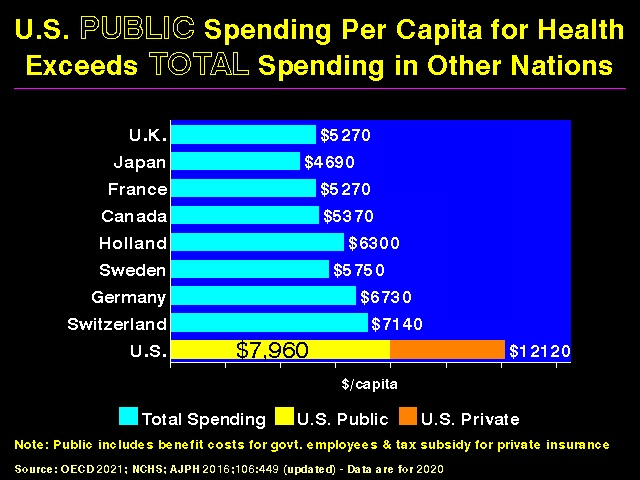 U.S. PUBLIC Spending Per Capita for Health
Exceeds TOTAL Spending in Other Nations
U.K. $5270
Japan $4690
France $5270
Canada $5370
Holland $6300
Sweden $5750
Germany $6730
Switzerland $7140
U.S. $7,960 $12120
$/capita
Total Spending U.S. Public U.S. Private
Note: Public includes benefit costs for govt. employees & tax subsidy for private insurance
Source: OECD 2021; NCHS; AJPH 2016;106:449 (updated) - Data are for 2020